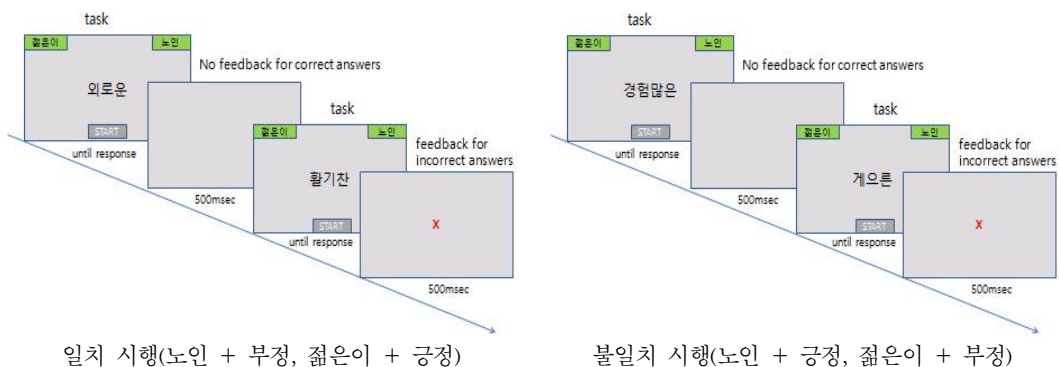 task
젊은이 노인
No feedback for correct answers
외로운
START
until response
task
젊은이 노인
500msec
feedback for
incorrect answers
활기찬
START
until response
X
500msec
일치 시행(노인 + 부정, 젊은이 + 긍정)
task
젊은이 노인
No feedback for correct answers
경험많은
START
until response
task
젊은이 노인
500msec
feedback for
incorrect answers
게으른
START
until response
X
500msec
불일치 시행(노인 + 긍정, 젊은이 + 부정)